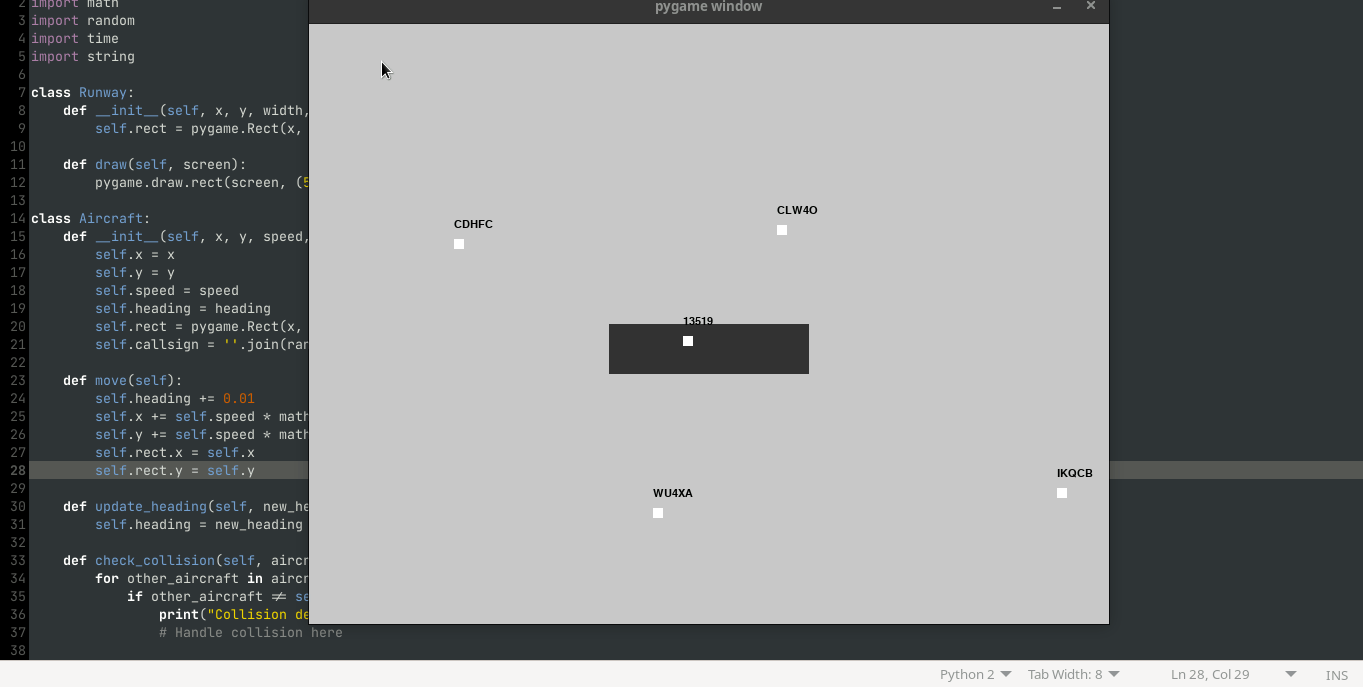 pygame window
2 import math
3 import random
4 import time
5 import string
6
7 class Runway:
8 def __init__(self, x, y, width,
9 self.rect = pygame.Rect(x,
10
11 def draw(self, screen):
12 pygame.draw.rect(screen, (5
13
14 class Aircraft:
15 def __init__(self, x, y, speed,
16 self.x = x
17 self.y = y
18 self.speed = speed
19 self.heading = heading
20 self.rect = pygame.Rect(x,
21 self.callsign = ''.join(ran
22
23 def move(self):
24 self.heading += 0.01
25 self.x += self.speed * math
26 self.y += self.speed * math
27 self.rect.x = self.x
28 self.rect.y = self.y
29
30 def update_heading(self, new_he
31 self.heading = new_heading
32
33 def check_collision(self, aircr
34 for other_aircraft in aircr
35 if other_aircraft ≠ se
36 print("Collision de
37 # Handle collision here
38
CLW4O
CDHFC
13519
IKQCB
WU4XA
Python 2 Tab Width: 8 Ln 28, Col 29 INS